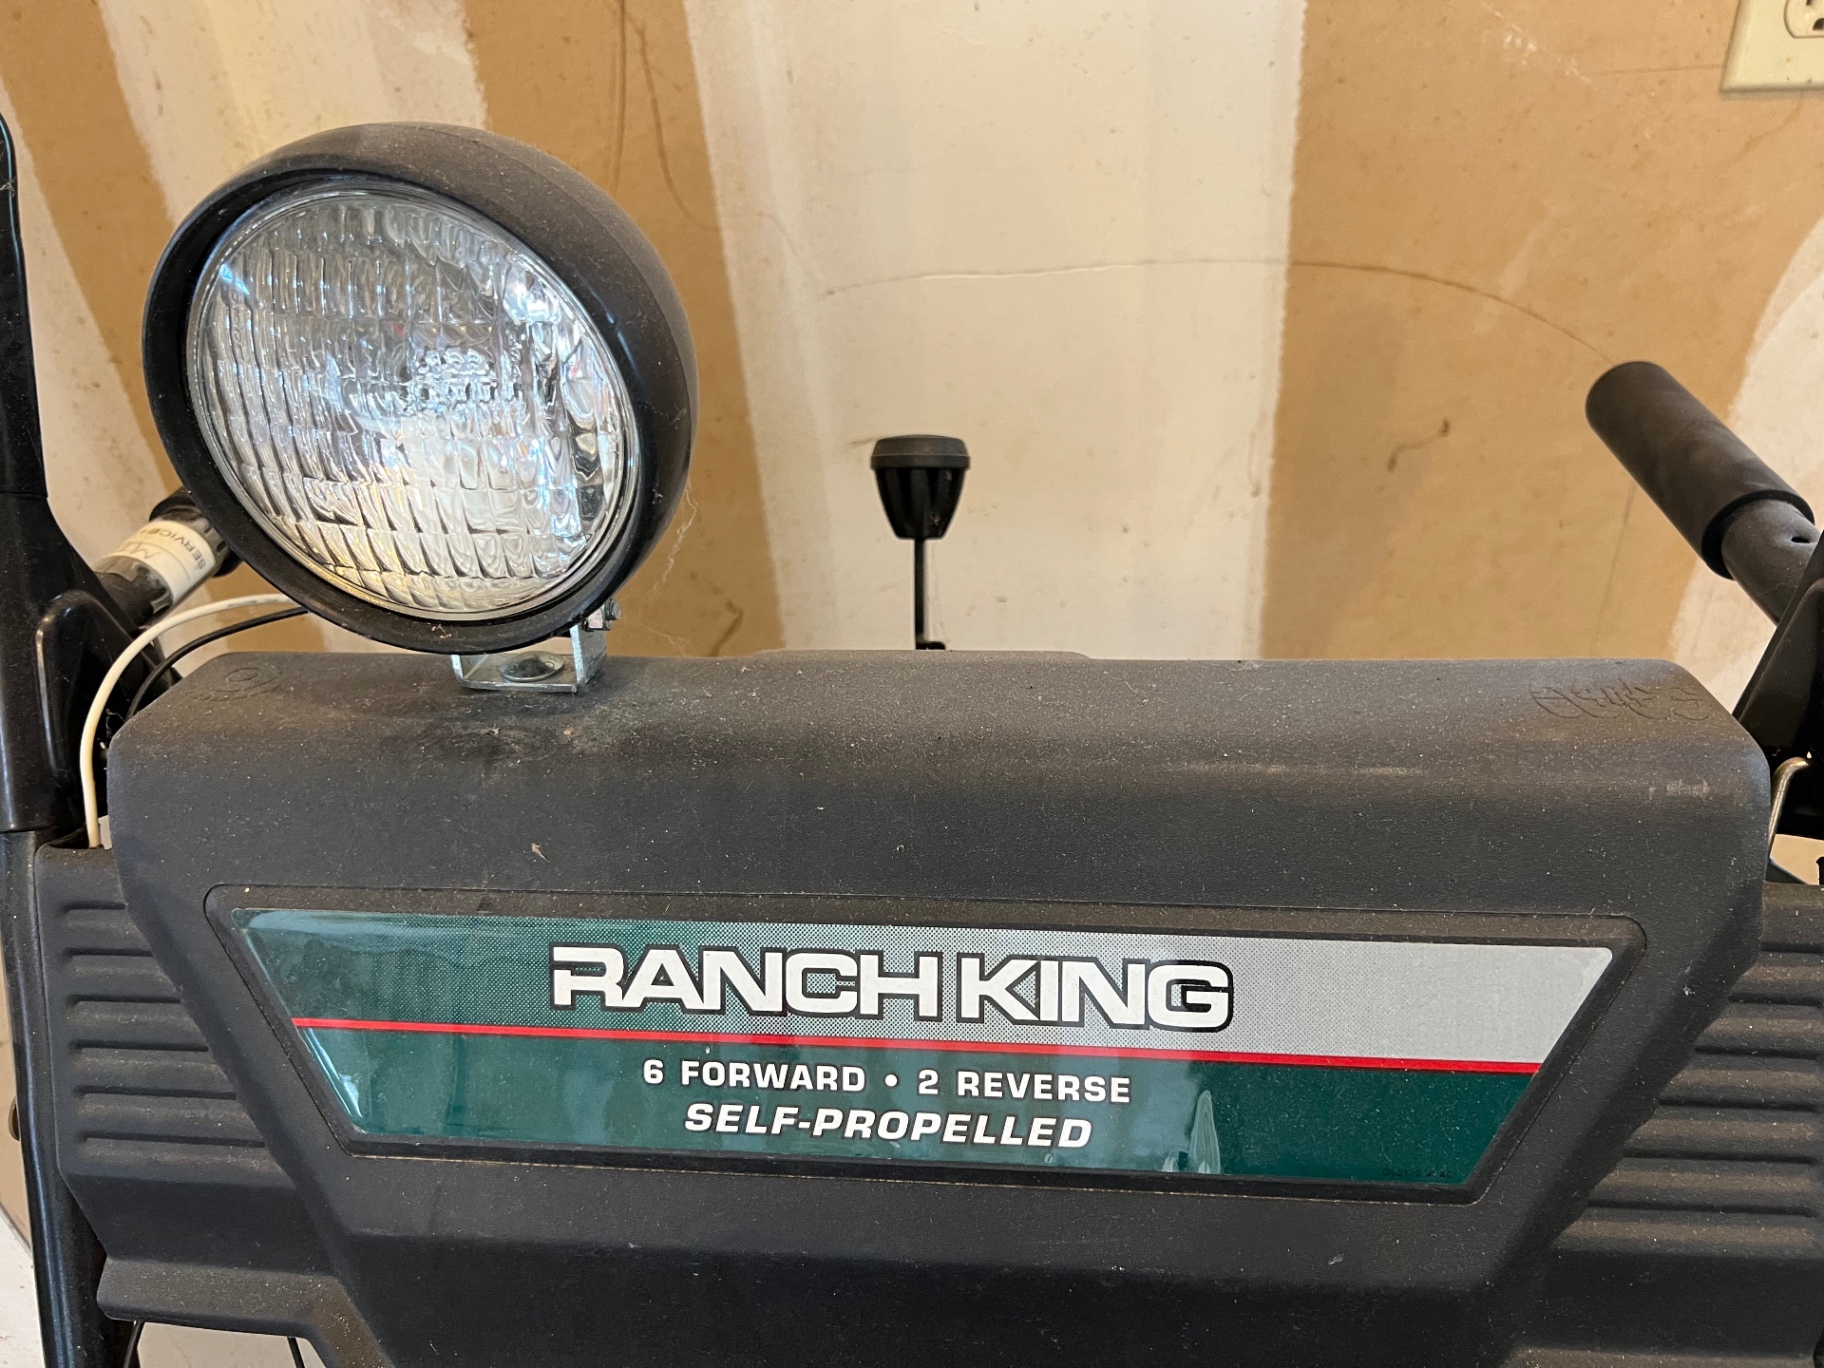 RANCH KING
6 FORWARD • 2 REVERSE
SELF-PROPELLED